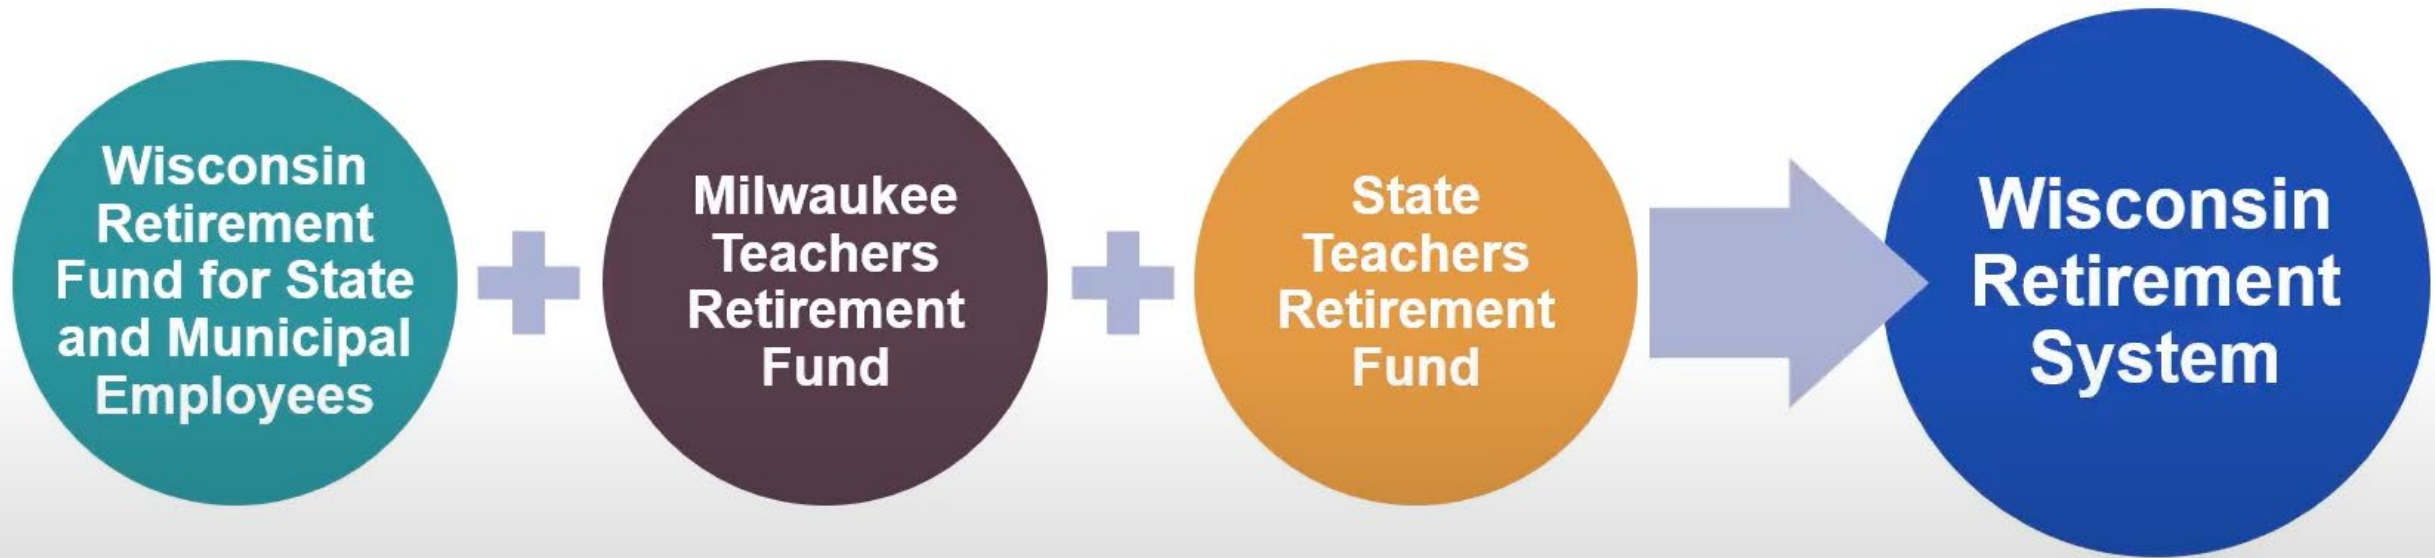 Wisconsin
Retirement
Fund for State
and Municipal
Employees
Milwaukee
Teachers
Retirement
Fund
State
Teachers
Retirement
Fund
Wisconsin
Retirement
System